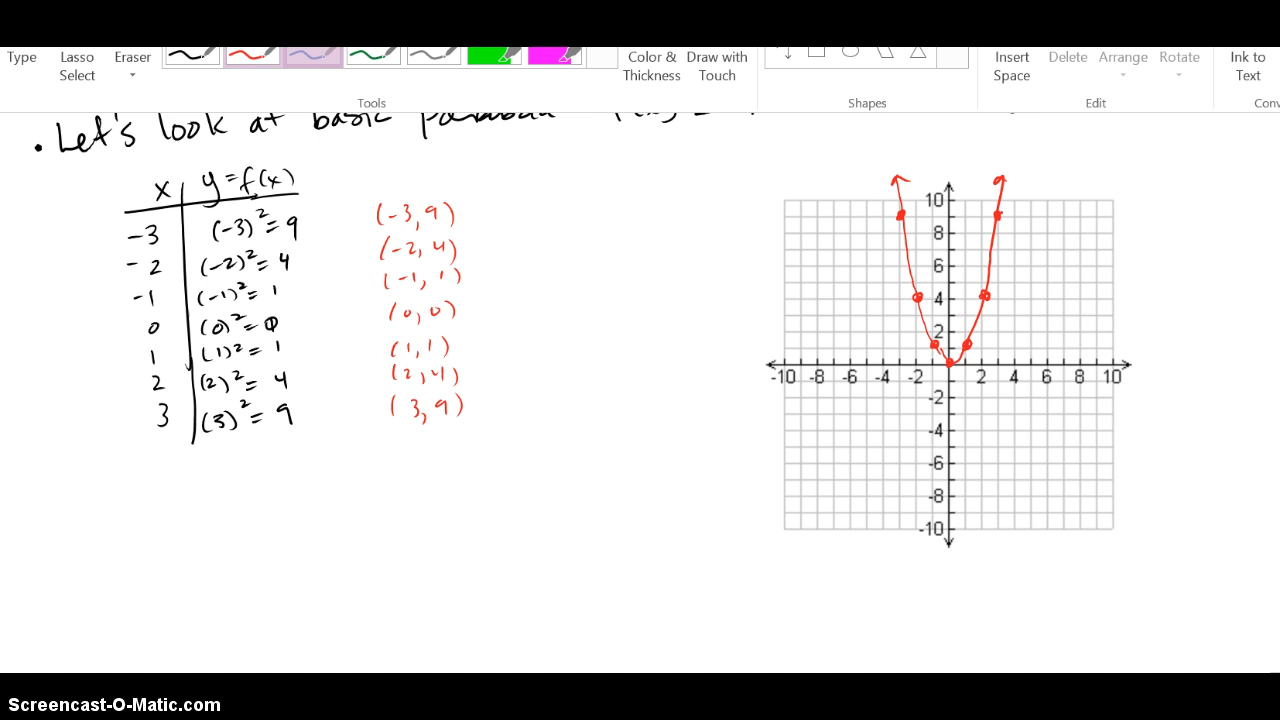 Type Lasso Select Eraser Color & Thickness Draw with Touch Insert Space Delete Arrange Rotate Ink to Text
Tools Shapes Edit Conv
. Let's look at basic parabola
x y = f(x)
-3 (-3)² = 9 (-3, 9)
-2 (-2)² = 4 (-2, 4)
-1 (-1)² = 1 (-1, 1)
0 (0)² = 0 (0, 0)
1 (1)² = 1 (1, 1)
2 (2)² = 4 (2, 4)
3 (3)² = 9 (3, 9)
10
8
6
4
2
-10 -8 -6 -4 -2 2 4 6 8 10
-2
-4
-6
-8
-10
Screencast-O-Matic.com